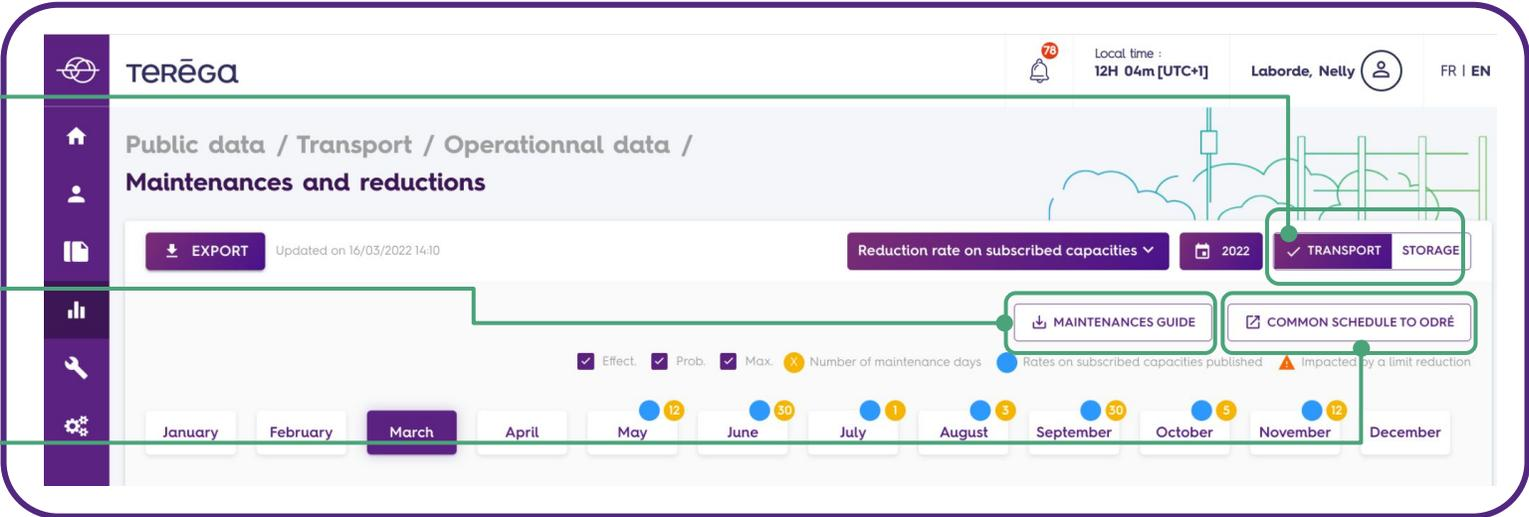 TERĒGA
78
Local time :
12H 04m [UTC+1]
Laborde, Nelly
FR | EN
Public data / Transport / Operationnal data /
Maintenances and reductions
EXPORT
Updated on 16/03/2022 14:10
Reduction rate on subscribed capacities
2022
TRANSPORT
STORAGE
MAINTENANCES GUIDE
COMMON SCHEDULE TO ODRÉ
Effect. Prob. Max. X Number of maintenance days Rates on subscribed capacities published Impacted by a limit reduction
12 30 1 3 30 5 12
January February March April May June July August September October November December